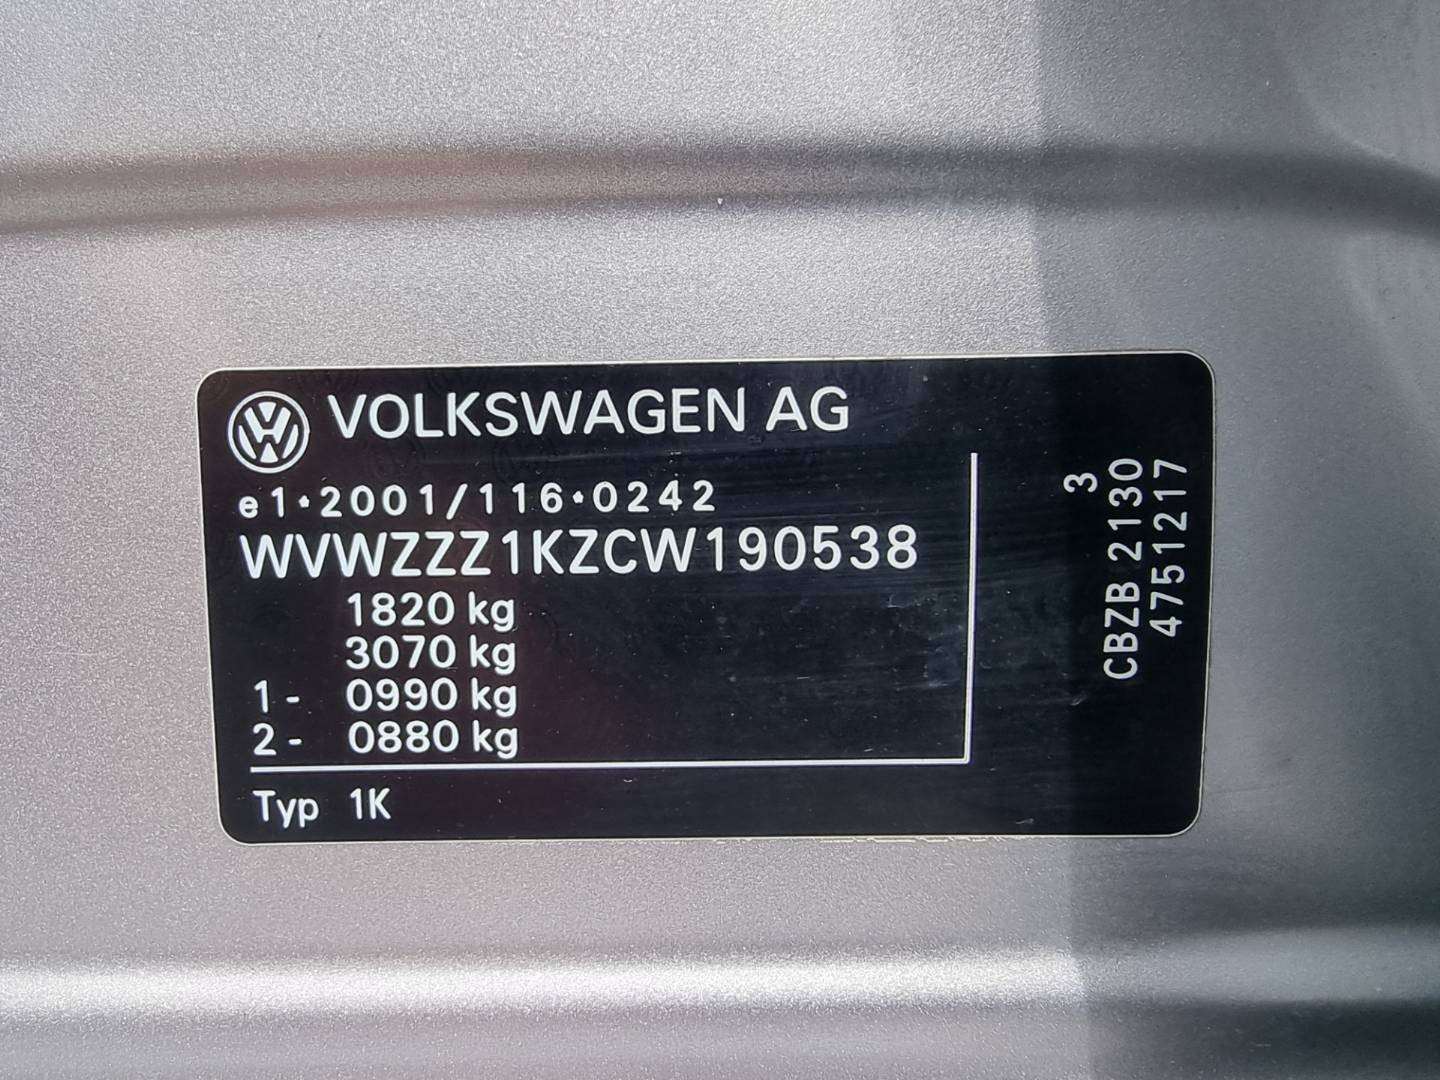 VOLKSWAGEN AG
e1*2001/116*0242
WVWZZZ1KZCW190538
1820 kg
3070 kg
1- 0990 kg
2- 0880 kg
Typ 1K
3
CBZB 2130
4751217